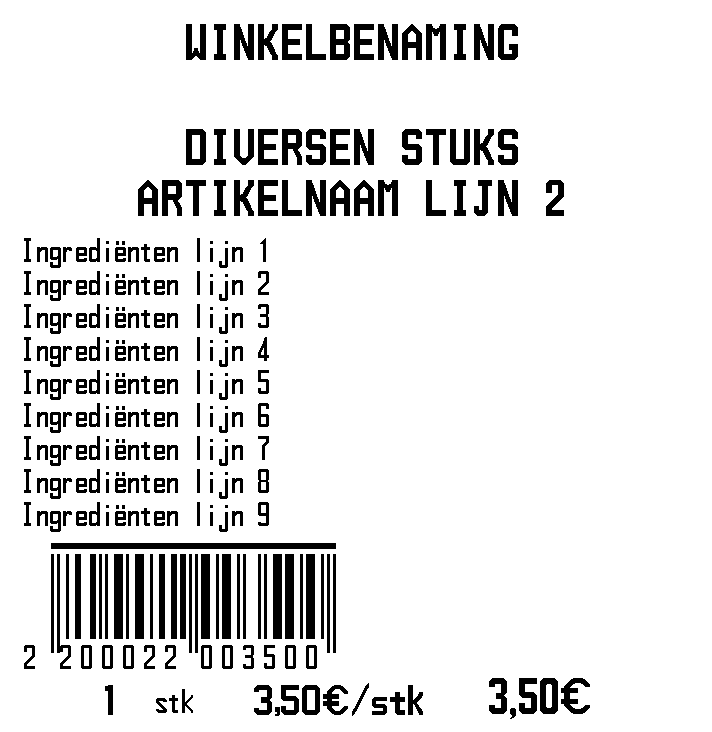 WINKELBENAMING
DIVERSEN STUKS
ARTIKELNAAM LIJN 2
Ingrediënten lijn 1
Ingrediënten lijn 2
Ingrediënten lijn 3
Ingrediënten lijn 4
Ingrediënten lijn 5
Ingrediënten lijn 6
Ingrediënten lijn 7
Ingrediënten lijn 8
Ingrediënten lijn 9
2 200022 003500
1 stk 3,50€/stk 3,50€